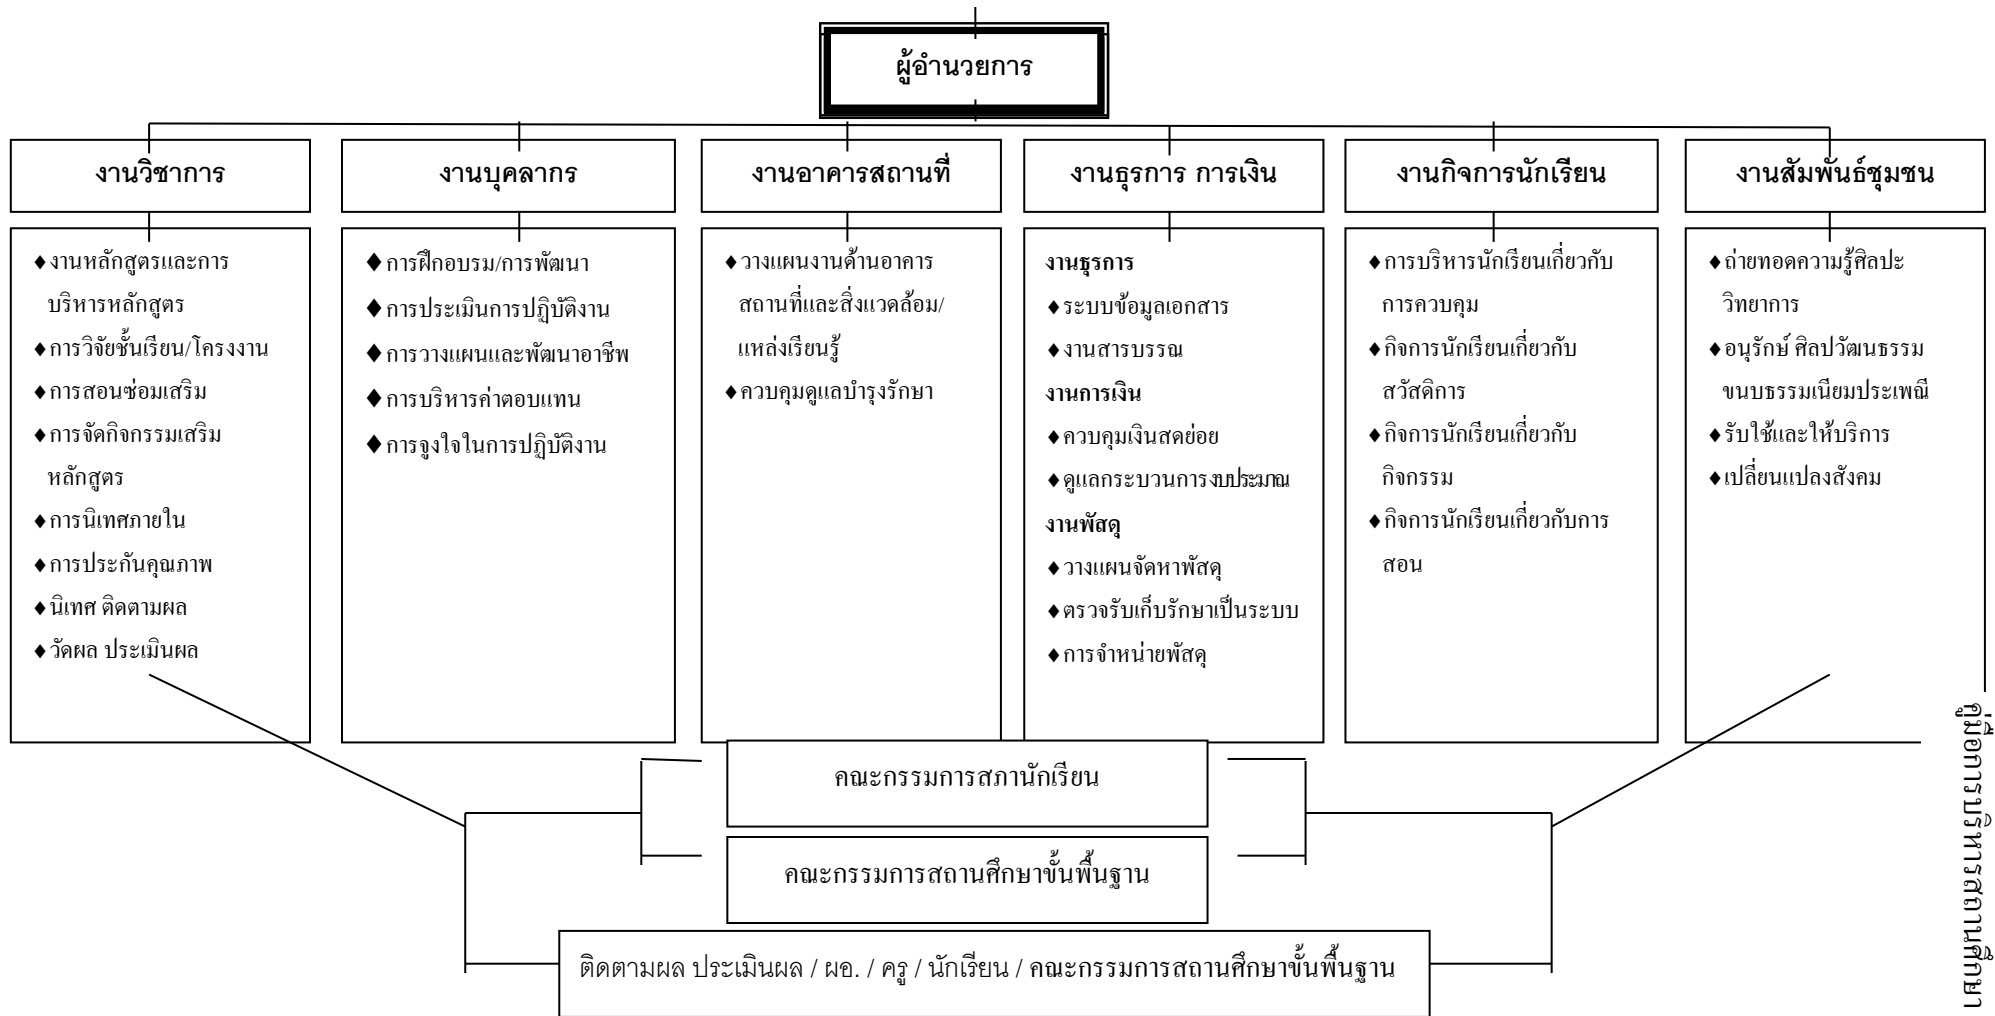 ผู้อำนวยการ
งานวิชาการ
งานบุคลากร
งานอาคารสถานที่
งานธุรการ การเงิน
งานกิจการนักเรียน
งานสัมพันธ์ชุมชน
♦งานหลักสูตรและการ
บริหารหลักสูตร
♦การวิจัยชั้นเรียน/โครงงาน
♦การสอนซ่อมเสริม
♦การจัดกิจกรรมเสริม
หลักสูตร
♦การนิเทศภายใน
♦การประกันคุณภาพ
♦นิเทศ ติดตามผล
♦วัดผล ประเมินผล
♦การฝึกอบรม/การพัฒนา
♦การประเมินการปฏิบัติงาน
♦การวางแผนและพัฒนาอาชีพ
♦การบริหารค่าตอบแทน
♦การจูงใจในการปฏิบัติงาน
♦วางแผนงานด้านอาคาร
สถานที่และสิ่งแวดล้อม/
แหล่งเรียนรู้
♦ควบคุมดูแลบำรุงรักษา
งานธุรการ
♦ระบบข้อมูลเอกสาร
♦งานสารบรรณ
งานการเงิน
♦ควบคุมเงินสดย่อย
♦ดูแลกระบวนการงบประมาณ
งานพัสดุ
♦วางแผนจัดหาพัสดุ
♦ตรวจรับเก็บรักษาเป็นระบบ
♦การจำหน่ายพัสดุ
♦การบริหารนักเรียนเกี่ยวกับ
การควบคุม
♦กิจการนักเรียนเกี่ยวกับ
สวัสดิการ
♦กิจการนักเรียนเกี่ยวกับ
กิจกรรม
♦กิจการนักเรียนเกี่ยวกับการ
สอน
♦ถ่ายทอดความรู้ศิลปะ
วิทยาการ
♦อนุรักษ์ ศิลปวัฒนธรรม
ขนบธรรมเนียมประเพณี
♦รับใช้และให้บริการ
♦เปลี่ยนแปลงสังคม
คณะกรรมการสภานักเรียน
คณะกรรมการสถานศึกษาขั้นพื้นฐาน
ติดตามผล ประเมินผล / ผอ. / ครู / นักเรียน / คณะกรรมการสถานศึกษาขั้นพื้นฐาน
คู่มือการบริหารสถานศึกษา